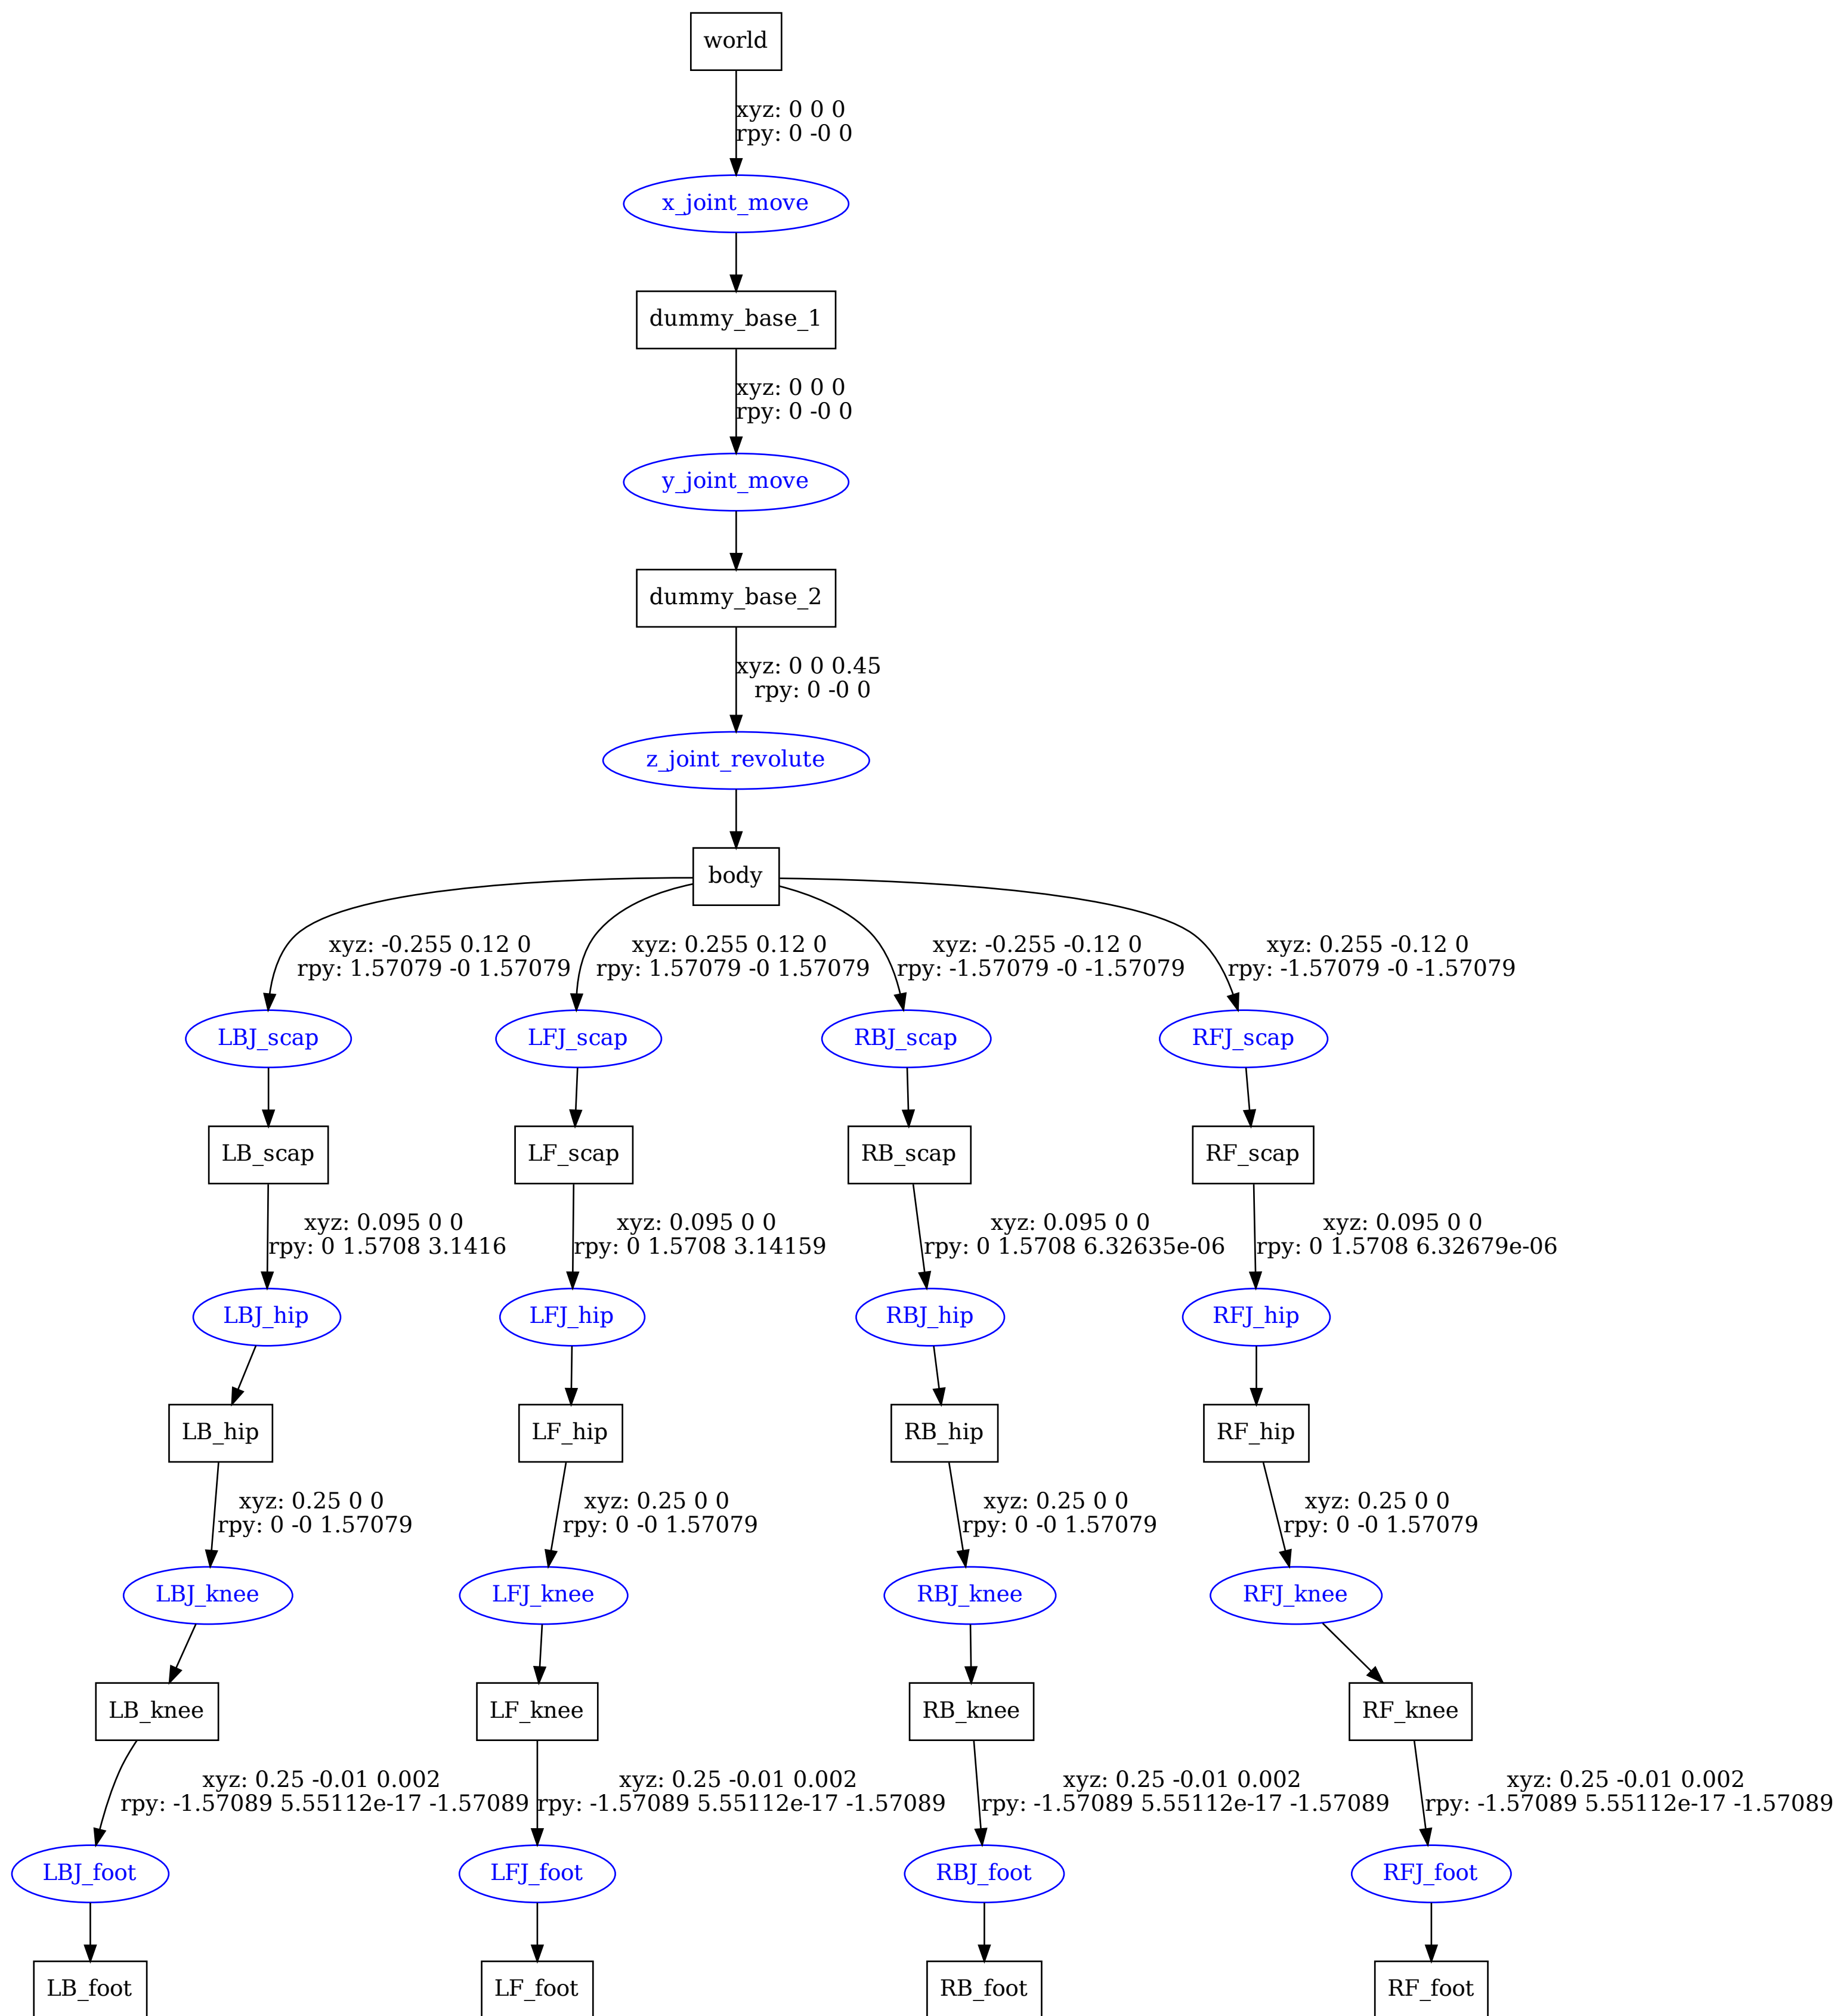 world
xyz: 0 0 0
rpy: 0 -0 0
x_joint_move
dummy_base_1
xyz: 0 0 0
rpy: 0 -0 0
y_joint_move
dummy_base_2
xyz: 0 0 0.45
rpy: 0 -0 0
z_joint_revolute
body
xyz: -0.255 0.12 0
rpy: 1.57079 -0 1.57079
xyz: 0.255 0.12 0
rpy: 1.57079 -0 1.57079
xyz: -0.255 -0.12 0
rpy: -1.57079 -0 -1.57079
xyz: 0.255 -0.12 0
rpy: -1.57079 -0 -1.57079
LBJ_scap
LFJ_scap
RBJ_scap
RFJ_scap
LB_scap
LF_scap
RB_scap
RF_scap
xyz: 0.095 0 0
rpy: 0 1.5708 3.1416
xyz: 0.095 0 0
rpy: 0 1.5708 3.14159
xyz: 0.095 0 0
rpy: 0 1.5708 6.32635e-06
xyz: 0.095 0 0
rpy: 0 1.5708 6.32679e-06
LBJ_hip
LFJ_hip
RBJ_hip
RFJ_hip
LB_hip
LF_hip
RB_hip
RF_hip
xyz: 0.25 0 0
rpy: 0 -0 1.57079
xyz: 0.25 0 0
rpy: 0 -0 1.57079
xyz: 0.25 0 0
rpy: 0 -0 1.57079
xyz: 0.25 0 0
rpy: 0 -0 1.57079
LBJ_knee
LFJ_knee
RBJ_knee
RFJ_knee
LB_knee
LF_knee
RB_knee
RF_knee
xyz: 0.25 -0.01 0.002
rpy: -1.57089 5.55112e-17 -1.57089
xyz: 0.25 -0.01 0.002
rpy: -1.57089 5.55112e-17 -1.57089
xyz: 0.25 -0.01 0.002
rpy: -1.57089 5.55112e-17 -1.57089
xyz: 0.25 -0.01 0.002
rpy: -1.57089 5.55112e-17 -1.57089
LBJ_foot
LFJ_foot
RBJ_foot
RFJ_foot
LB_foot
LF_foot
RB_foot
RF_foot